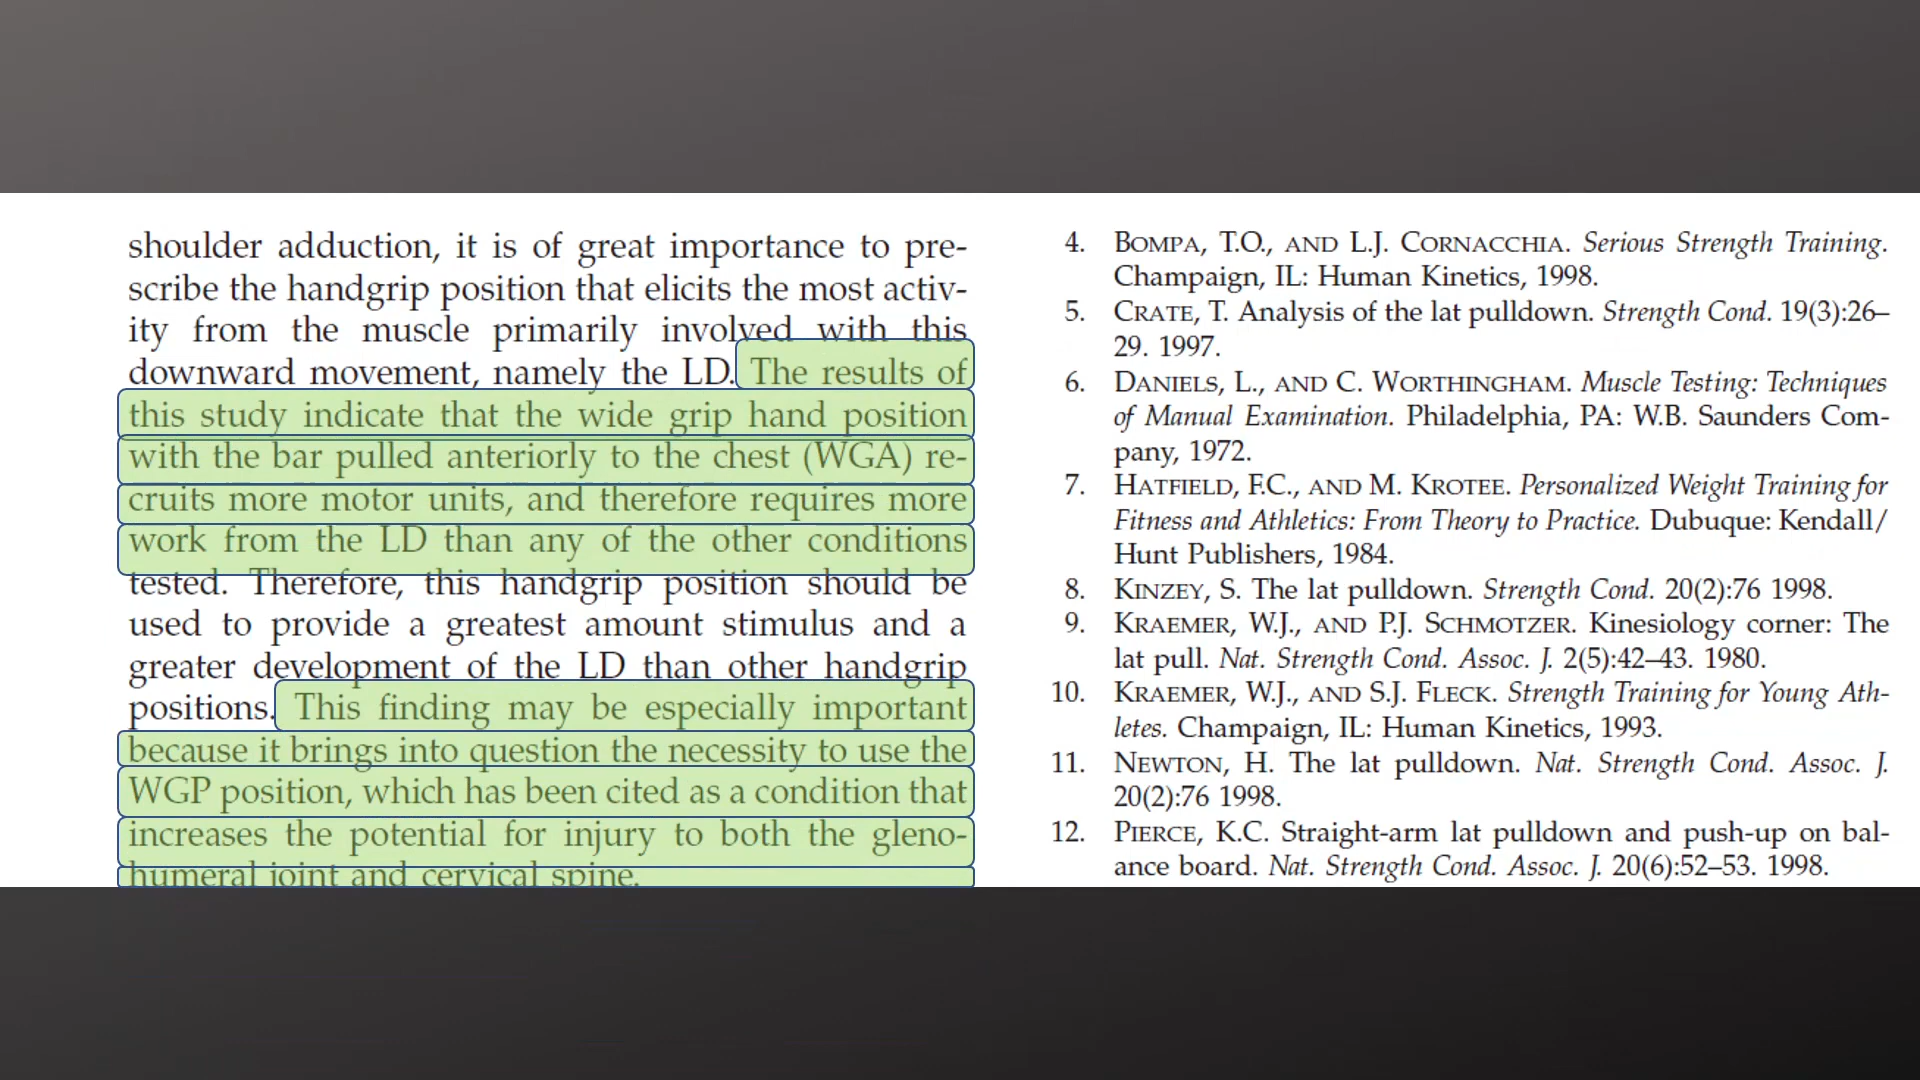 shoulder adduction, it is of great importance to pre-
scribe the handgrip position that elicits the most activ-
ity from the muscle primarily involved with this
downward movement, namely the LD. The results of
this study indicate that the wide grip hand position
with the bar pulled anteriorly to the chest (WGA) re-
cruits more motor units, and therefore requires more
work from the LD than any of the other conditions
tested. Therefore, this handgrip position should be
used to provide a greatest amount stimulus and a
greater development of the LD than other handgrip
positions. This finding may be especially important
because it brings into question the necessity to use the
WGP position, which has been cited as a condition that
increases the potential for injury to both the gleno-
humeral joint and cervical spine.
4. BOMPA, T.O., AND L.J. CORNACCHIA. Serious Strength Training.
Champaign, IL: Human Kinetics, 1998.
5. CRATE, T. Analysis of the lat pulldown. Strength Cond. 19(3):26–
29. 1997.
6. DANIELS, L., AND C. WORTHINGHAM. Muscle Testing: Techniques
of Manual Examination. Philadelphia, PA: W.B. Saunders Com-
pany, 1972.
7. HATFIELD, F.C., AND M. KROTEE. Personalized Weight Training for
Fitness and Athletics: From Theory to Practice. Dubuque: Kendall/
Hunt Publishers, 1984.
8. KINZEY, S. The lat pulldown. Strength Cond. 20(2):76 1998.
9. KRAEMER, W.J., AND P.J. SCHMOTZER. Kinesiology corner: The
lat pull. Nat. Strength Cond. Assoc. J. 2(5):42–43. 1980.
10. KRAEMER, W.J., AND S.J. FLECK. Strength Training for Young Ath-
letes. Champaign, IL: Human Kinetics, 1993.
11. NEWTON, H. The lat pulldown. Nat. Strength Cond. Assoc. J.
20(2):76 1998.
12. PIERCE, K.C. Straight-arm lat pulldown and push-up on bal-
ance board. Nat. Strength Cond. Assoc. J. 20(6):52–53. 1998.